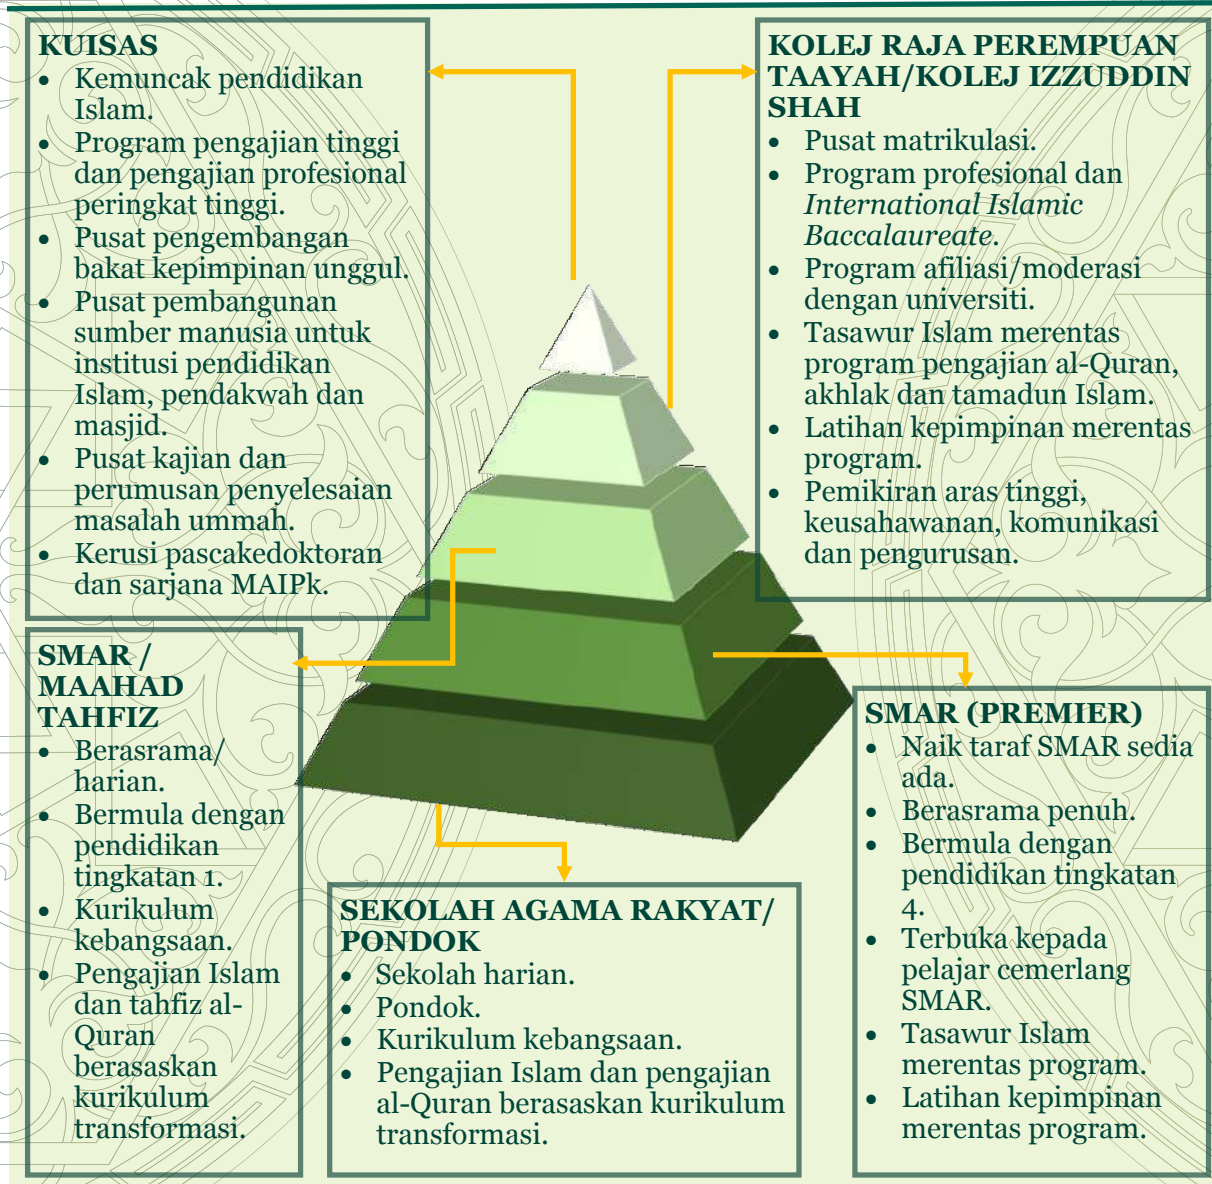 KUISAS
• Kemuncak pendidikan
Islam.
• Program pengajian tinggi
dan pengajian profesional
peringkat tinggi.
• Pusat pengembangan
bakat kepimpinan unggul.
• Pusat pembangunan
sumber manusia untuk
institusi pendidikan
Islam, pendakwah dan
masjid.
• Pusat kajian dan
perumusan penyelesaian
masalah ummah.
• Kerusi pascakedoktoran
dan sarjana MAIPk.
KOLEJ RAJA PEREMPUAN
TAAYAH/KOLEJ IZZUDDIN
SHAH
• Pusat matrikulasi.
• Program profesional dan
International Islamic
Baccalaureate.
• Program afiliasi/moderasi
dengan universiti.
• Tasawur Islam merentas
program pengajian al-Quran,
akhlak dan tamadun Islam.
• Latihan kepimpinan merentas
program.
• Pemikiran aras tinggi,
keusahawanan, komunikasi
dan pengurusan.
SMAR /
MAAHAD
TAHFIZ
• Berasrama/
harian.
• Bermula dengan
pendidikan
tingkatan 1.
• Kurikulum
kebangsaan.
• Pengajian Islam
dan tahfiz al-
Quran
berasaskan
kurikulum
transformasi.
SEKOLAH AGAMA RAKYAT/
PONDOK
• Sekolah harian.
• Pondok.
• Kurikulum kebangsaan.
• Pengajian Islam dan pengajian
al-Quran berasaskan kurikulum
transformasi.
SMAR (PREMIER)
• Naik taraf SMAR sedia
ada.
• Berasrama penuh.
• Bermula dengan
pendidikan tingkatan
4.
• Terbuka kepada
pelajar cemerlang
SMAR.
• Tasawur Islam
merentas program.
• Latihan kepimpinan
merentas program.